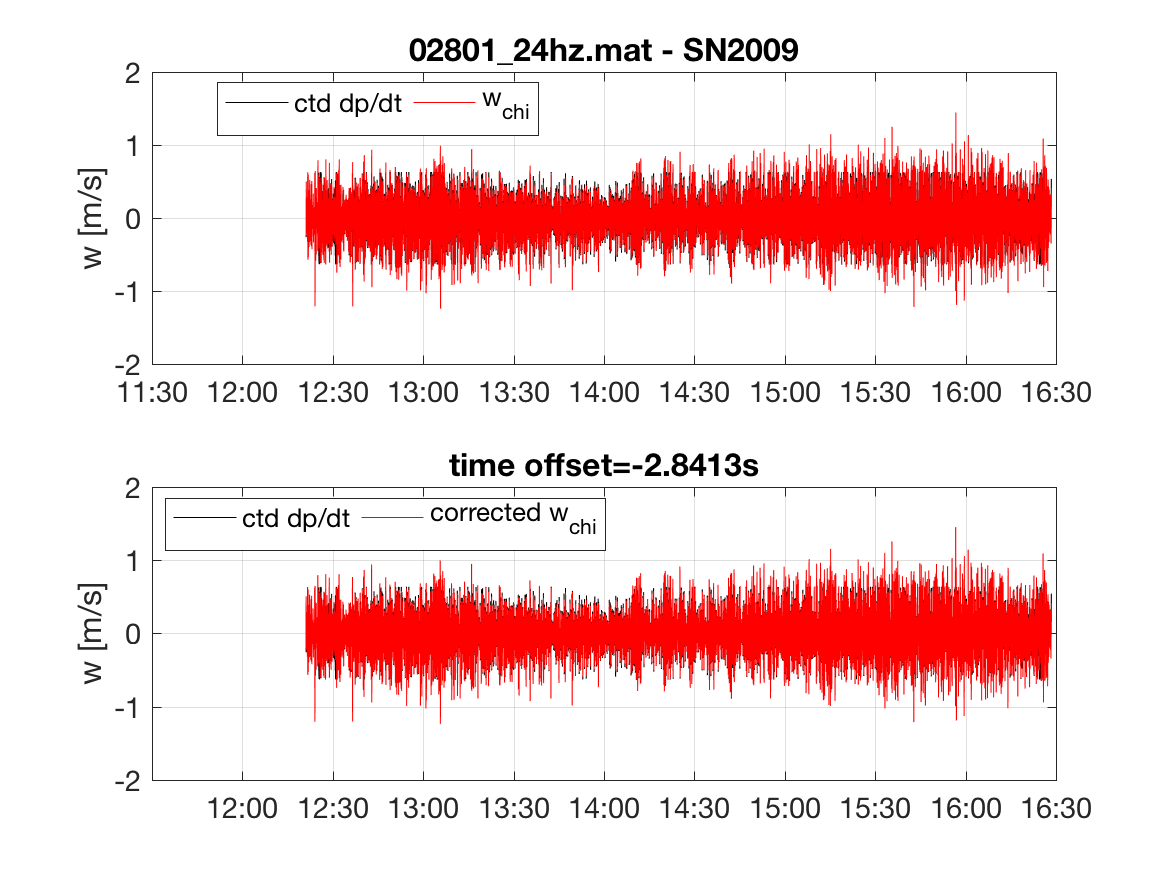 02801_24hz.mat - SN2009
2
ctd dp/dt w_chi
1
w [m/s]
0
-1
-2
11:30 12:00 12:30 13:00 13:30 14:00 14:30 15:00 15:30 16:00 16:30
time offset=-2.8413s
2
ctd dp/dt corrected w_chi
1
w [m/s]
0
-1
-2
12:00 12:30 13:00 13:30 14:00 14:30 15:00 15:30 16:00 16:30